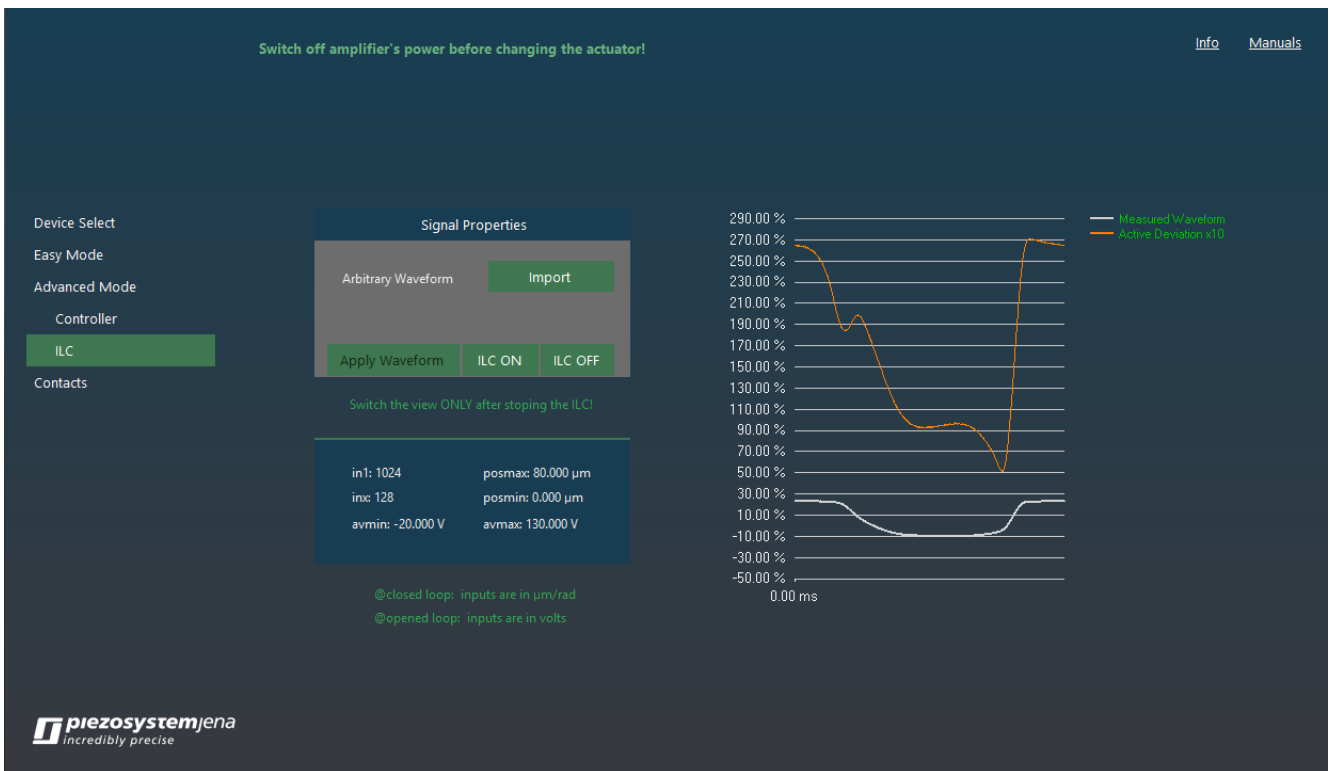 Switch off amplifier's power before changing the actuator!
Info
Manuals
Device Select
Easy Mode
Advanced Mode
Controller
ILC
Contacts
Signal Properties
Arbitrary Waveform
Import
Apply Waveform
ILC ON
ILC OFF
Switch the view ONLY after stoping the ILC!
in1: 1024
posmax: 80.000 µm
inx: 128
posmin: 0.000 µm
avmin: -20.000 V
avmax: 130.000 V
@closed loop: inputs are in µm/rad
@opened loop: inputs are in volts
290.00 %
270.00 %
250.00 %
230.00 %
210.00 %
190.00 %
170.00 %
150.00 %
130.00 %
110.00 %
90.00 %
70.00 %
50.00 %
30.00 %
10.00 %
-10.00 %
-30.00 %
-50.00 %
0.00 ms
Measured Waveform
Active Deviation x10
piezosystemjena
incredibly precise